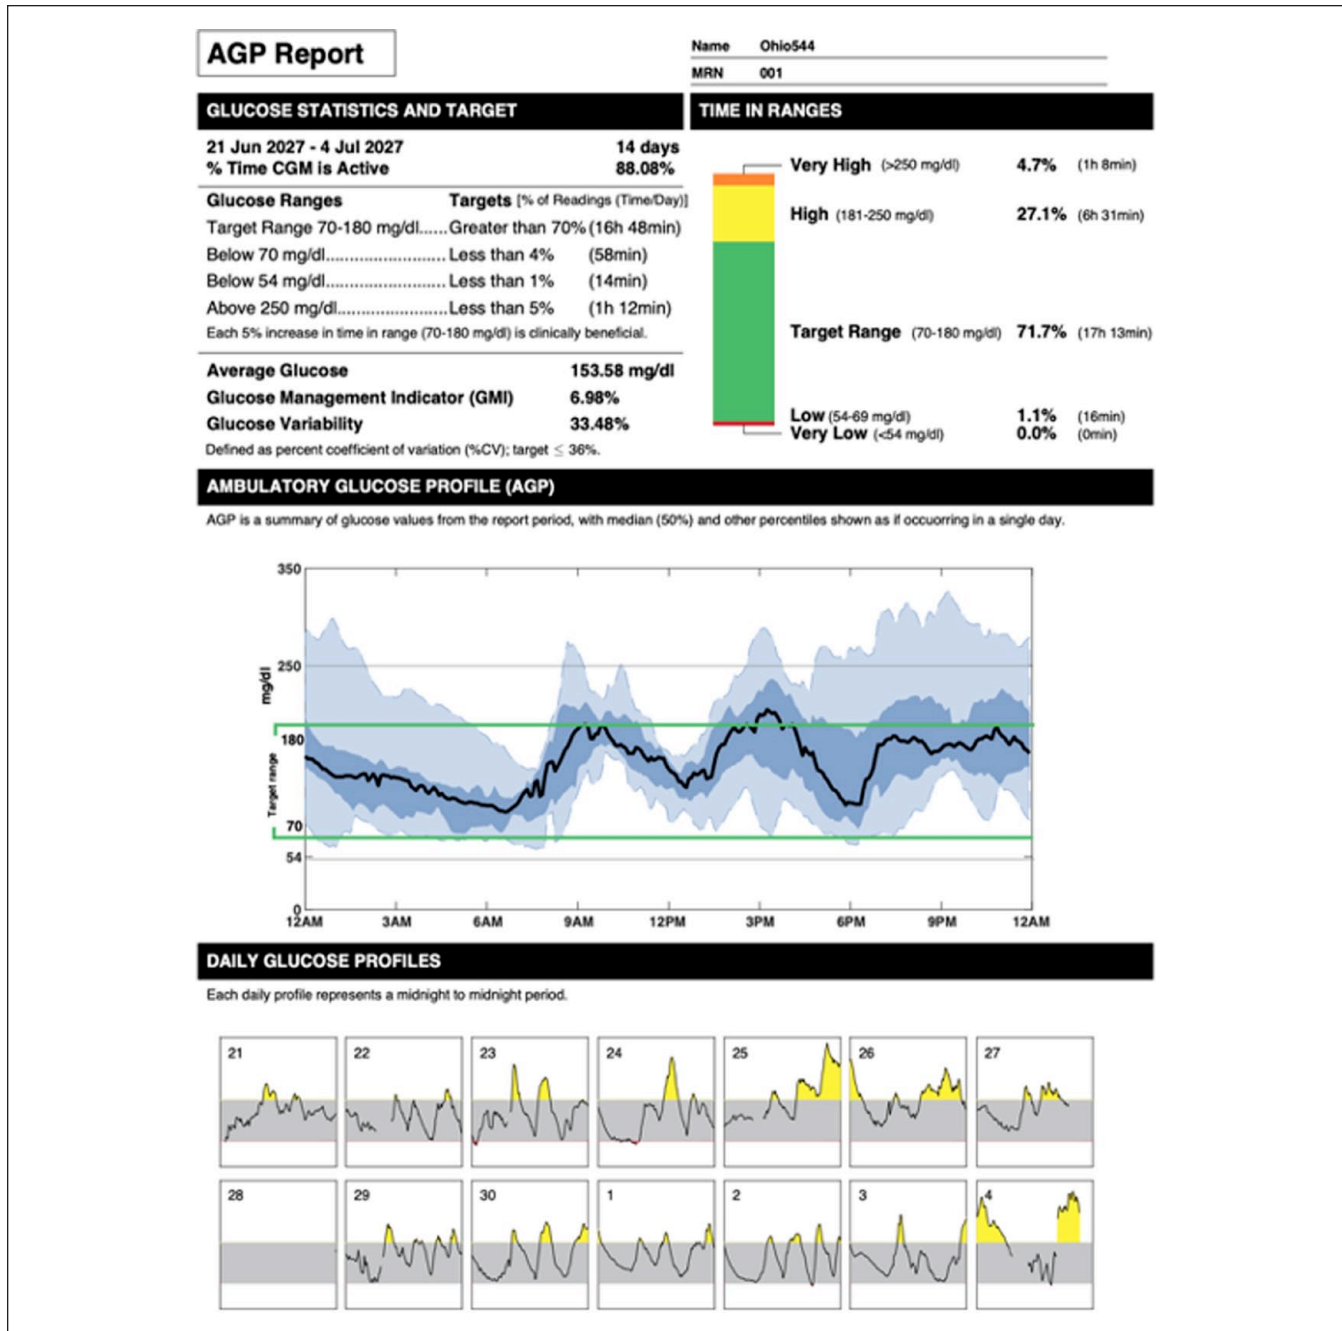 AGP Report
Name Ohio544
MRN 001
GLUCOSE STATISTICS AND TARGET
21 Jun 2027 - 4 Jul 2027 14 days
% Time CGM is Active 88.08%
Glucose Ranges Targets [% of Readings (Time/Day)]
Target Range 70-180 mg/dl......Greater than 70% (16h 48min)
Below 70 mg/dl.........................Less than 4% (58min)
Below 54 mg/dl.........................Less than 1% (14min)
Above 250 mg/dl.......................Less than 5% (1h 12min)
Each 5% increase in time in range (70-180 mg/dl) is clinically beneficial.
Average Glucose 153.58 mg/dl
Glucose Management Indicator (GMI) 6.98%
Glucose Variability 33.48%
Defined as percent coefficient of variation (%CV); target ≤ 36%.
TIME IN RANGES
Very High (>250 mg/dl) 4.7% (1h 8min)
High (181-250 mg/dl) 27.1% (6h 31min)
Target Range (70-180 mg/dl) 71.7% (17h 13min)
Low (54-69 mg/dl) 1.1% (16min)
Very Low (<54 mg/dl) 0.0% (0min)
AMBULATORY GLUCOSE PROFILE (AGP)
AGP is a summary of glucose values from the report period, with median (50%) and other percentiles shown as if occuorring in a single day.
350
250
mg/dl
180
Target range
70
54
0
12AM 3AM 6AM 9AM 12PM 3PM 6PM 9PM 12AM
DAILY GLUCOSE PROFILES
Each daily profile represents a midnight to midnight period.
21 22 23 24 25 26 27
28 29 30 1 2 3 4